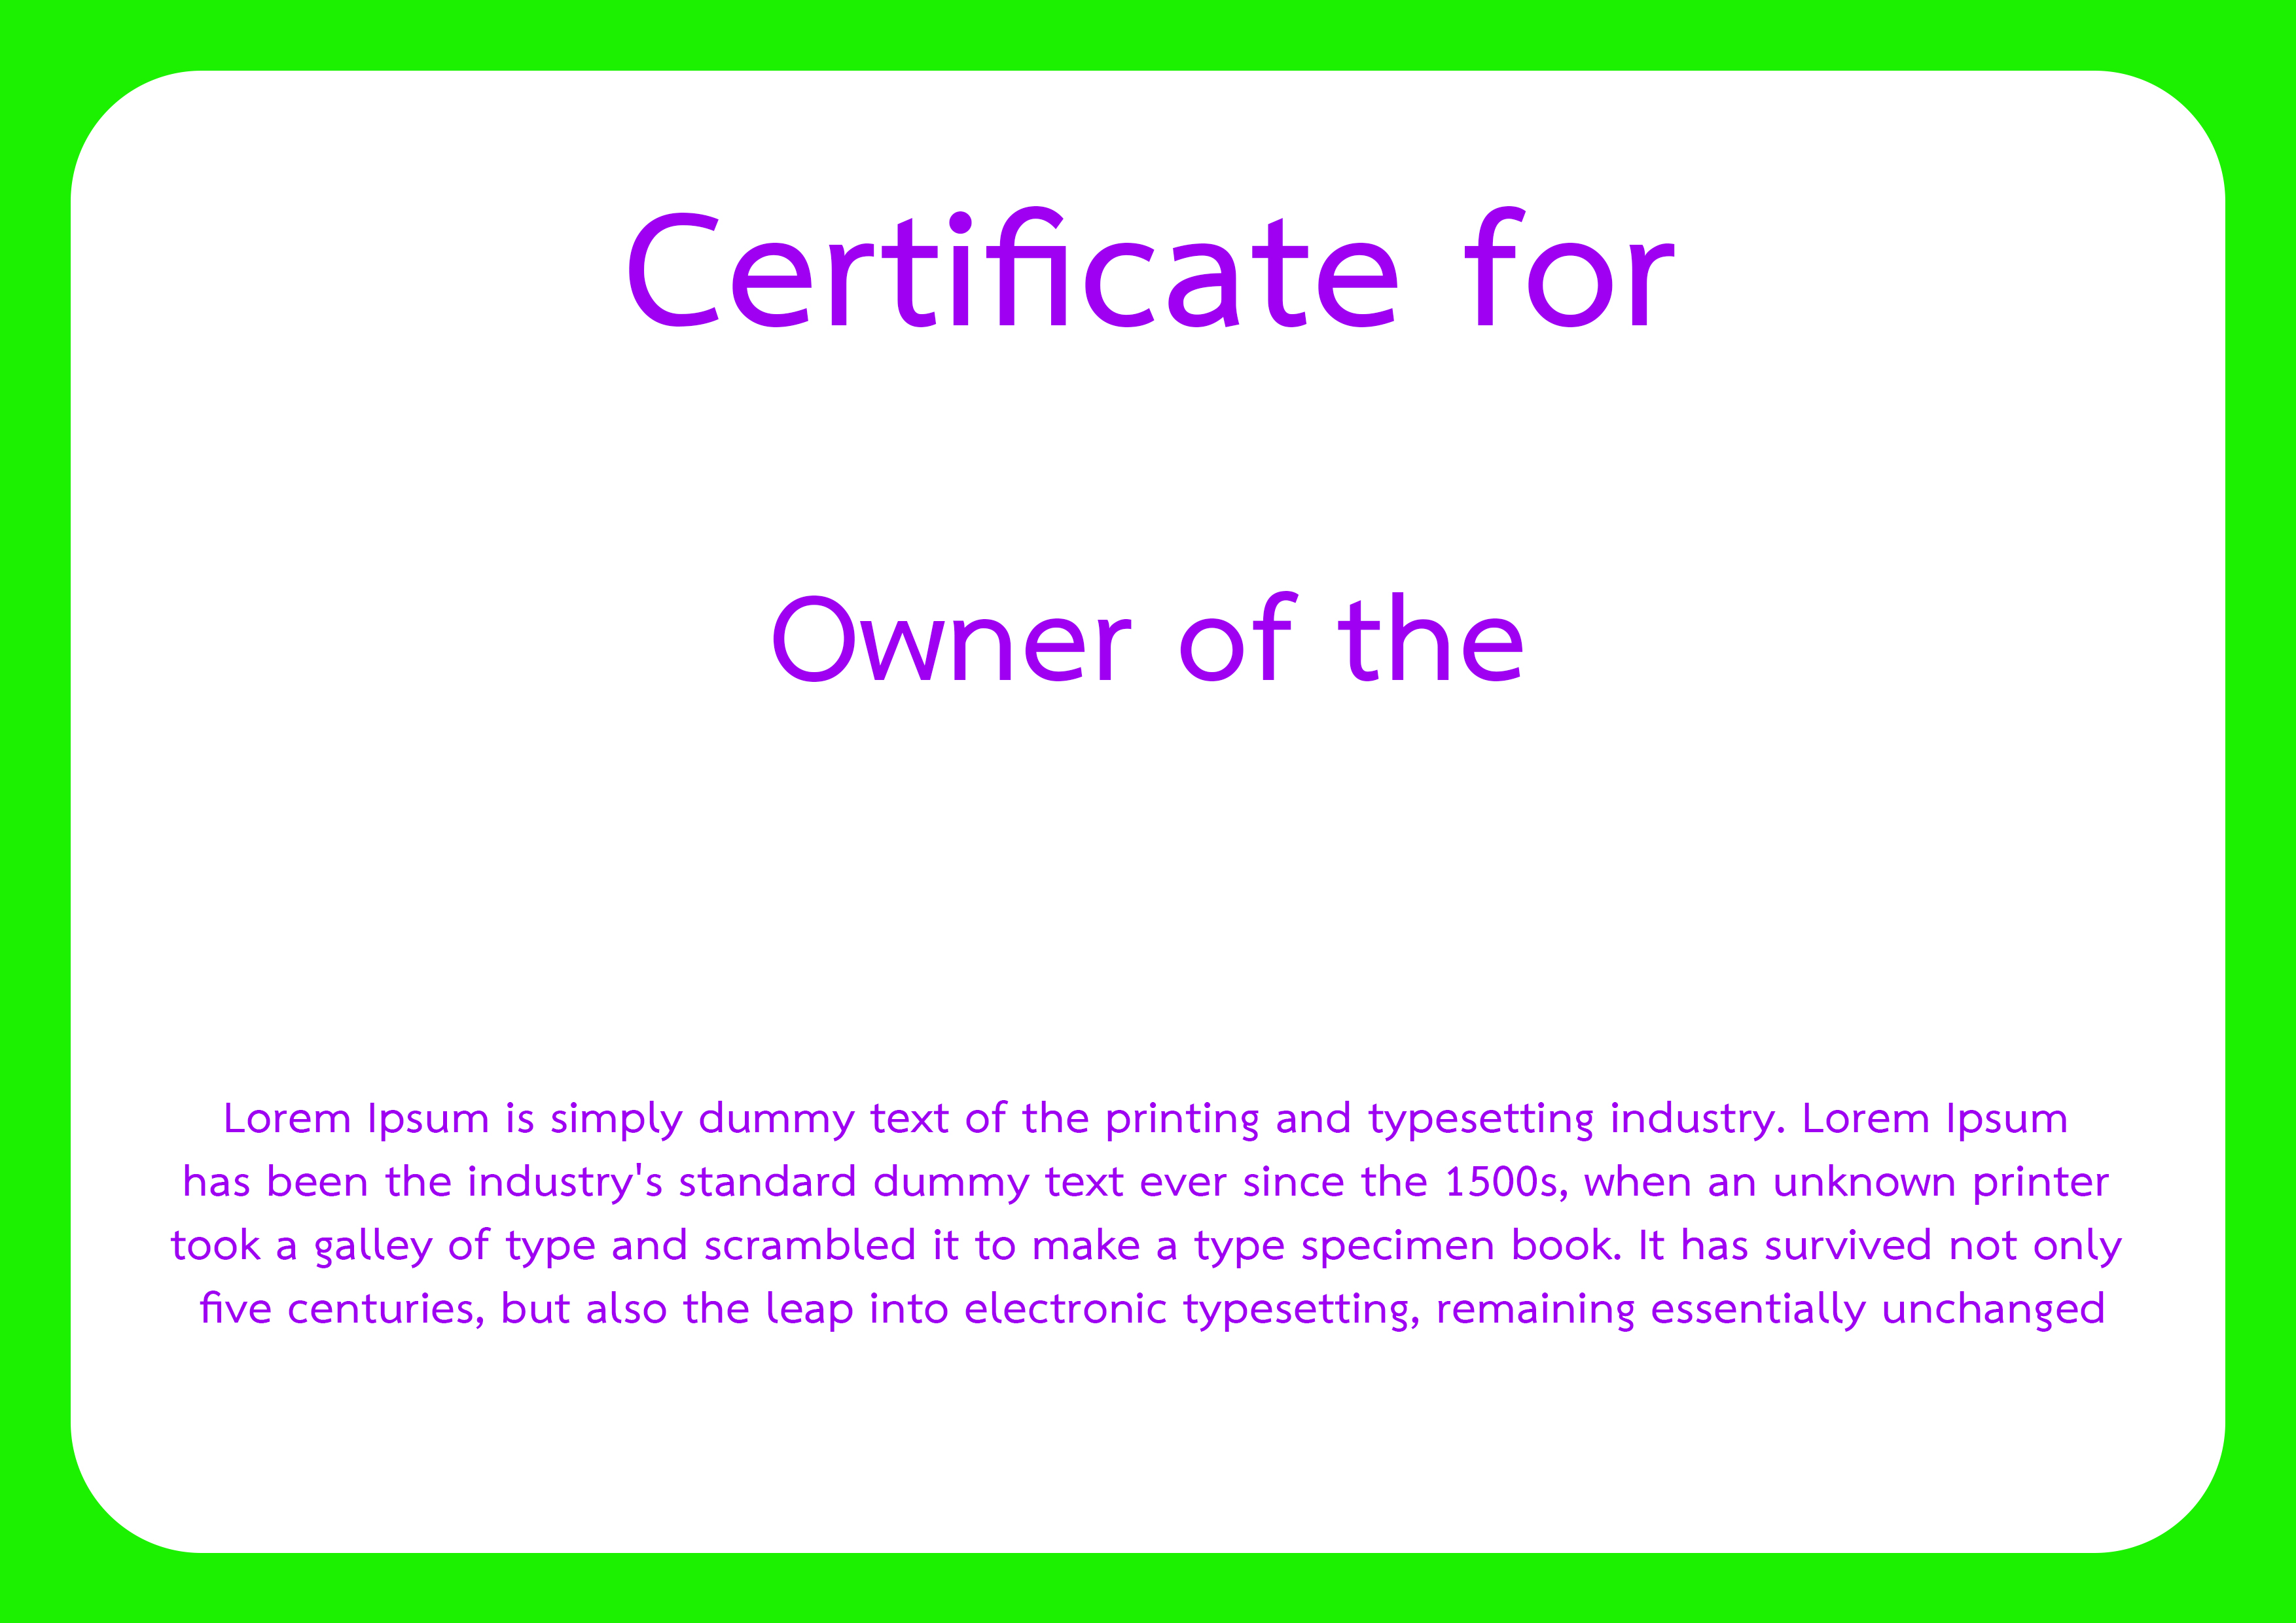 Certificate for
Owner of the
Lorem Ipsum is simply dummy text of the printing and typesetting industry. Lorem Ipsum
has been the industry's standard dummy text ever since the 1500s, when an unknown printer
took a galley of type and scrambled it to make a type specimen book. It has survived not only
five centuries, but also the leap into electronic typesetting, remaining essentially unchanged